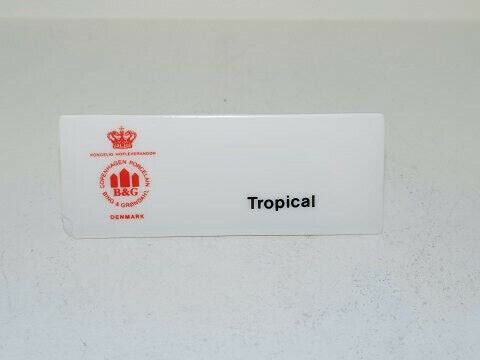 KONGELIG HOFLEVERANDØR
COPENHAGEN PORCELAIN
B&G
BING & GRØNDAHL
DENMARK
Tropical